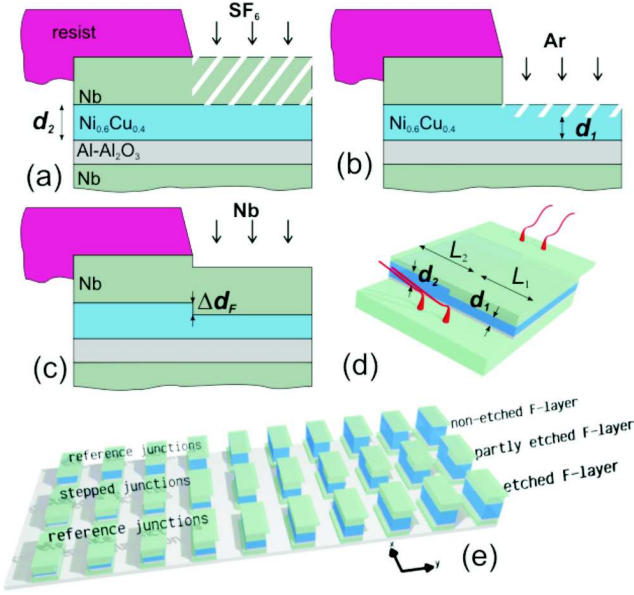 resist
SF₆
Nb
d₂
Ni₀.₆Cu₀.₄
Al-Al₂O₃
Nb
(a)
Ar
Ni₀.₆Cu₀.₄
d₁
(b)
Nb
Nb
Δd_F
(c)
L₂
L₁
d₂
d₁
(d)
reference junctions
stepped junctions
reference junctions
non-etched F-layer
partly etched F-layer
etched F-layer
x
y
(e)